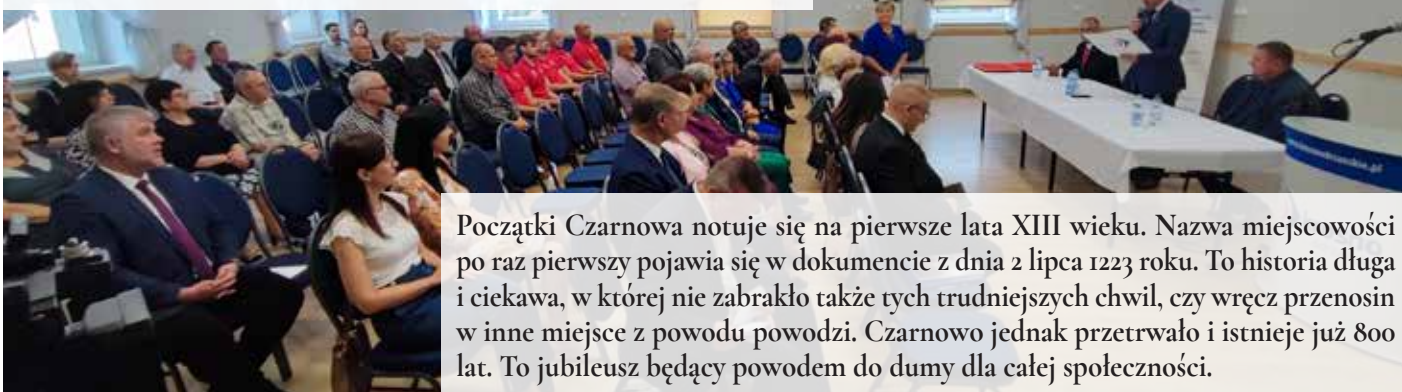 Początki Czarnowa notuje się na pierwsze lata XIII wieku. Nazwa miejscowości
po raz pierwszy pojawia się w dokumencie z dnia 2 lipca 1223 roku. To historia długa
i ciekawa, w której nie zabrakło także tych trudniejszych chwil, czy wręcz przenosin
w inne miejsce z powodu powodzi. Czarnowo jednak przetrwało i istnieje już 800
lat. To jubileusz będący powodem do dumy dla całej społeczności.